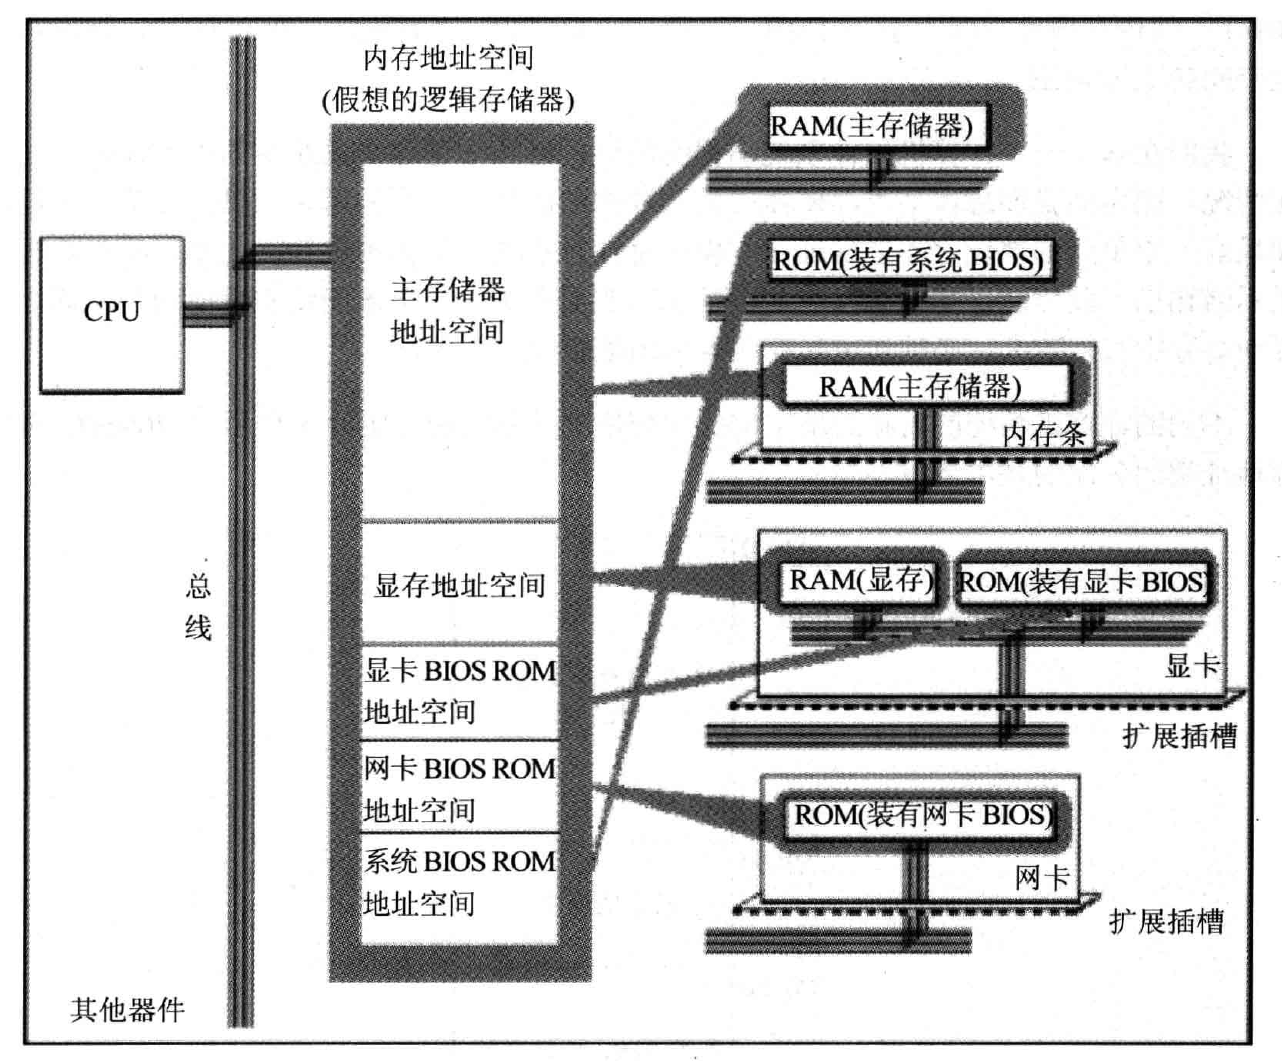 内存地址空间
(假想的逻辑存储器)
CPU
总
线
其他器件
主存储器
地址空间
显存地址空间
显卡 BIOS ROM
地址空间
网卡 BIOS ROM
地址空间
系统 BIOS ROM
地址空间
RAM(主存储器)
ROM(装有系统 BIOS)
RAM(主存储器)
内存条
RAM(显存)
ROM(装有显卡 BIOS)
显卡
扩展插槽
ROM(装有网卡 BIOS)
网卡
扩展插槽